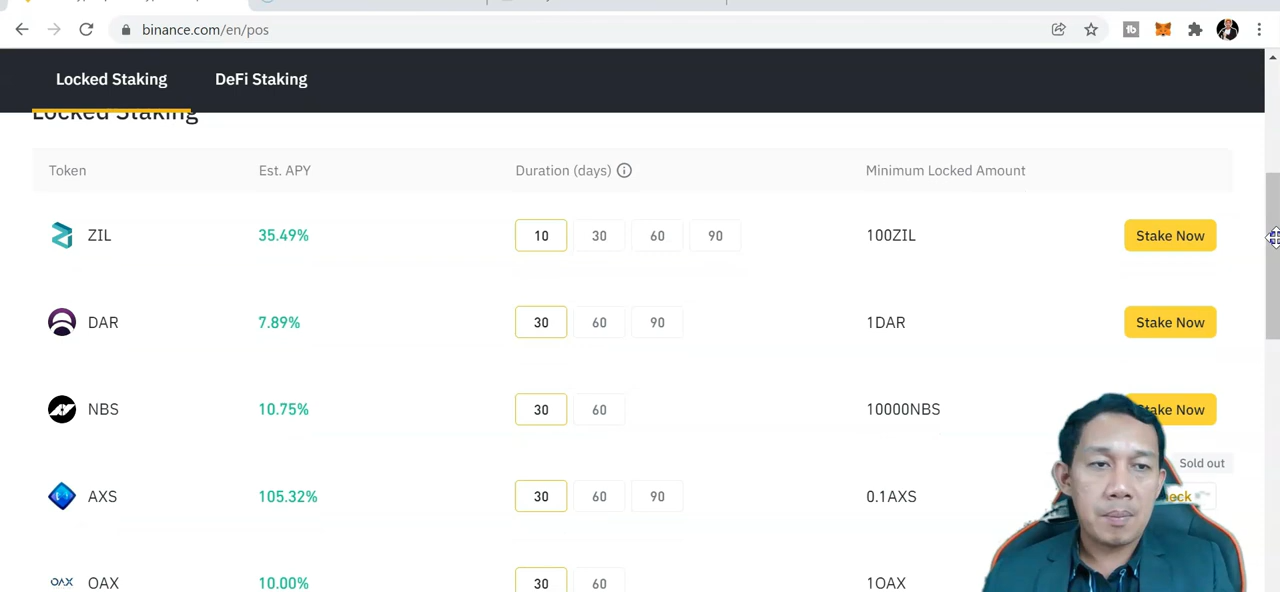 binance.com/en/pos
Locked Staking DeFi Staking
Locked Staking
Token Est. APY Duration (days) Minimum Locked Amount
ZIL 35.49% 10 30 60 90 100ZIL Stake Now
DAR 7.89% 30 60 90 1DAR Stake Now
NBS 10.75% 30 60 10000NBS Stake Now
Sold out
AXS 105.32% 30 60 90 0.1AXS
OAX OAX 10.00% 30 60 1OAX